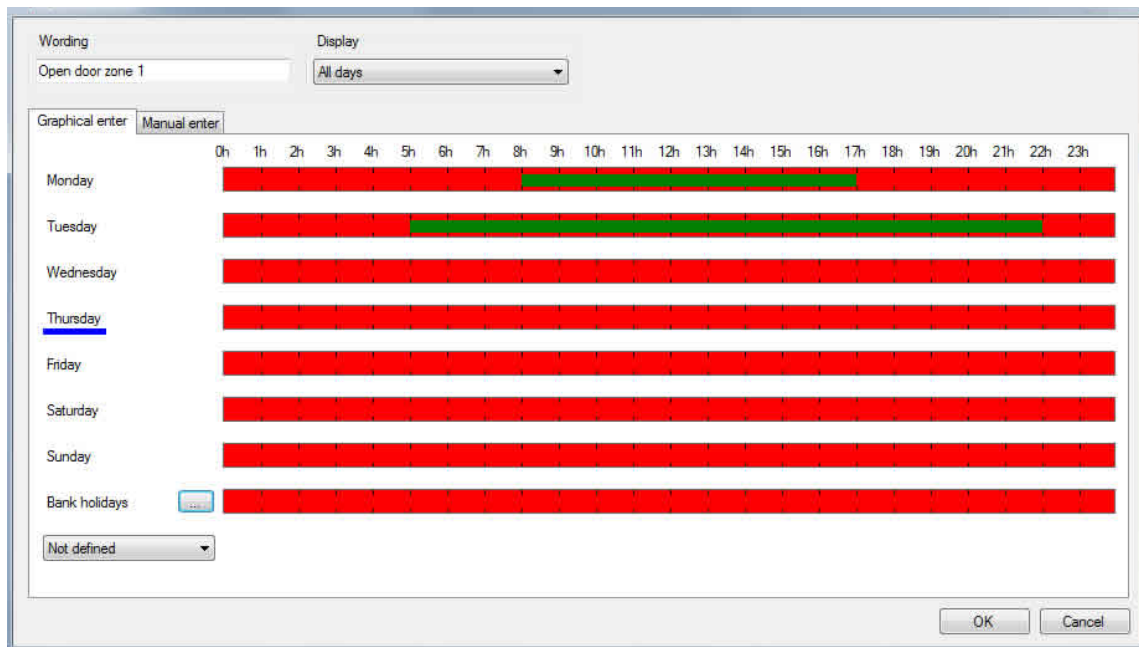 Wording Display
Open door zone 1 All days
Graphical enter Manual enter
0h 1h 2h 3h 4h 5h 6h 7h 8h 9h 10h 11h 12h 13h 14h 15h 16h 17h 18h 19h 20h 21h 22h 23h
Monday
Tuesday
Wednesday
Thursday
Friday
Saturday
Sunday
Bank holidays ...
Not defined
OK Cancel